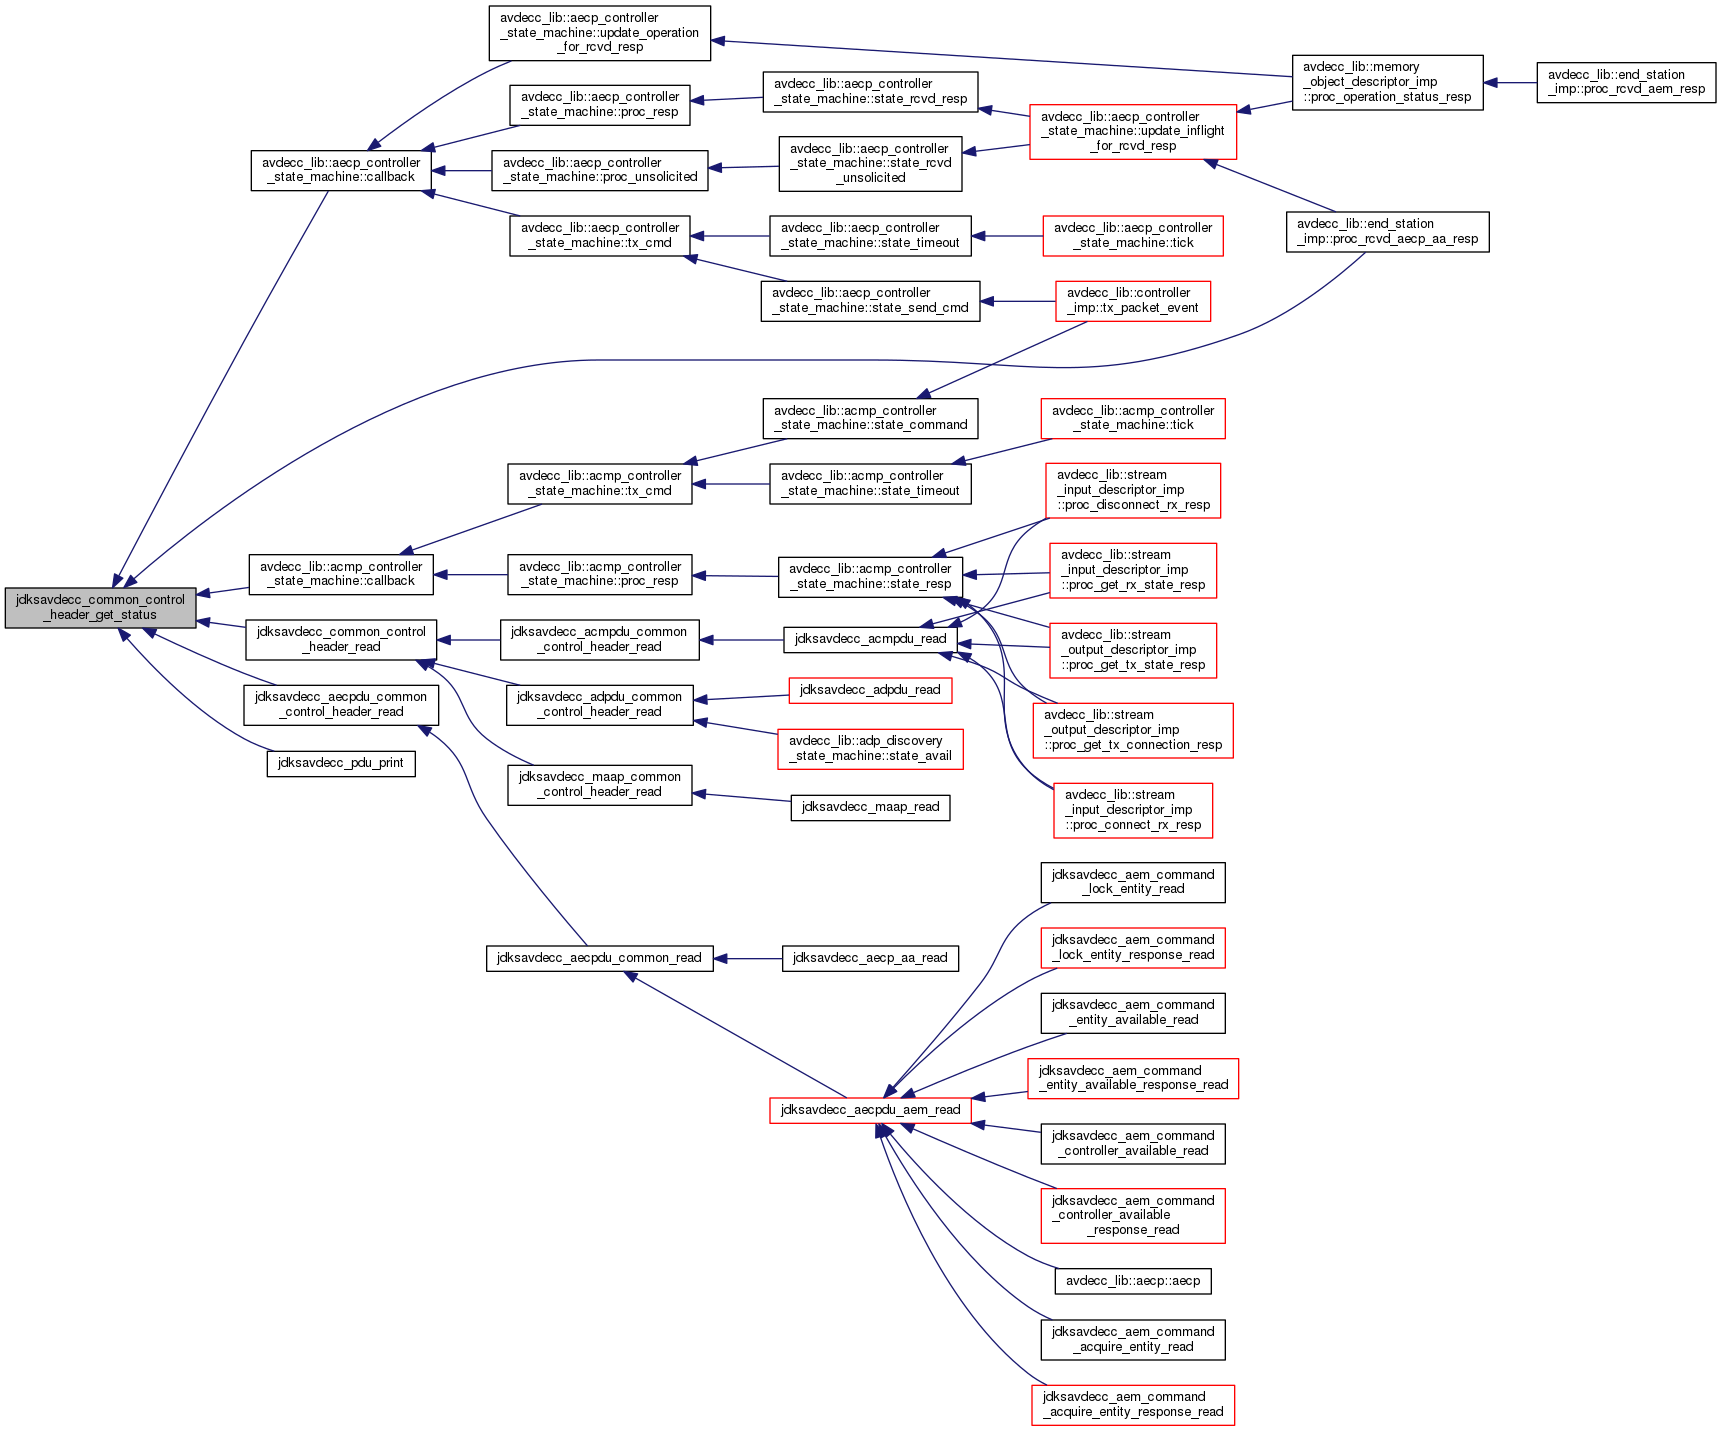 jdksavdecc_common_control
_header_get_status
avdecc_lib::aecp_controller
_state_machine::callback
avdecc_lib::acmp_controller
_state_machine::callback
jdksavdecc_common_control
_header_read
jdksavdecc_aecpdu_common
_control_header_read
jdksavdecc_pdu_print
avdecc_lib::aecp_controller
_state_machine::update_operation
_for_rcvd_resp
avdecc_lib::aecp_controller
_state_machine::proc_resp
avdecc_lib::aecp_controller
_state_machine::proc_unsolicited
avdecc_lib::aecp_controller
_state_machine::tx_cmd
avdecc_lib::acmp_controller
_state_machine::tx_cmd
avdecc_lib::acmp_controller
_state_machine::proc_resp
jdksavdecc_acmpdu_common
_control_header_read
jdksavdecc_adpdu_common
_control_header_read
jdksavdecc_maap_common
_control_header_read
jdksavdecc_aecpdu_common_read
avdecc_lib::aecp_controller
_state_machine::state_rcvd_resp
avdecc_lib::aecp_controller
_state_machine::state_rcvd
_unsolicited
avdecc_lib::aecp_controller
_state_machine::state_timeout
avdecc_lib::aecp_controller
_state_machine::state_send_cmd
avdecc_lib::acmp_controller
_state_machine::state_command
avdecc_lib::acmp_controller
_state_machine::state_timeout
avdecc_lib::acmp_controller
_state_machine::state_resp
jdksavdecc_acmpdu_read
jdksavdecc_adpdu_read
avdecc_lib::adp_discovery
_state_machine::state_avail
jdksavdecc_maap_read
jdksavdecc_aecp_aa_read
jdksavdecc_aecpdu_aem_read
avdecc_lib::aecp_controller
_state_machine::update_inflight
_for_rcvd_resp
avdecc_lib::aecp_controller
_state_machine::tick
avdecc_lib::controller
_imp::tx_packet_event
avdecc_lib::acmp_controller
_state_machine::tick
avdecc_lib::stream
_input_descriptor_imp
::proc_disconnect_rx_resp
avdecc_lib::stream
_input_descriptor_imp
::proc_get_rx_state_resp
avdecc_lib::stream
_output_descriptor_imp
::proc_get_tx_state_resp
avdecc_lib::stream
_output_descriptor_imp
::proc_get_tx_connection_resp
avdecc_lib::stream
_input_descriptor_imp
::proc_connect_rx_resp
jdksavdecc_aem_command
_lock_entity_read
jdksavdecc_aem_command
_lock_entity_response_read
jdksavdecc_aem_command
_entity_available_read
jdksavdecc_aem_command
_entity_available_response_read
jdksavdecc_aem_command
_controller_available_read
jdksavdecc_aem_command
_controller_available
_response_read
avdecc_lib::aecp::aecp
jdksavdecc_aem_command
_acquire_entity_read
jdksavdecc_aem_command
_acquire_entity_response_read
avdecc_lib::memory
_object_descriptor_imp
::proc_operation_status_resp
avdecc_lib::end_station
_imp::proc_rcvd_aecp_aa_resp
avdecc_lib::end_station
_imp::proc_rcvd_aem_resp